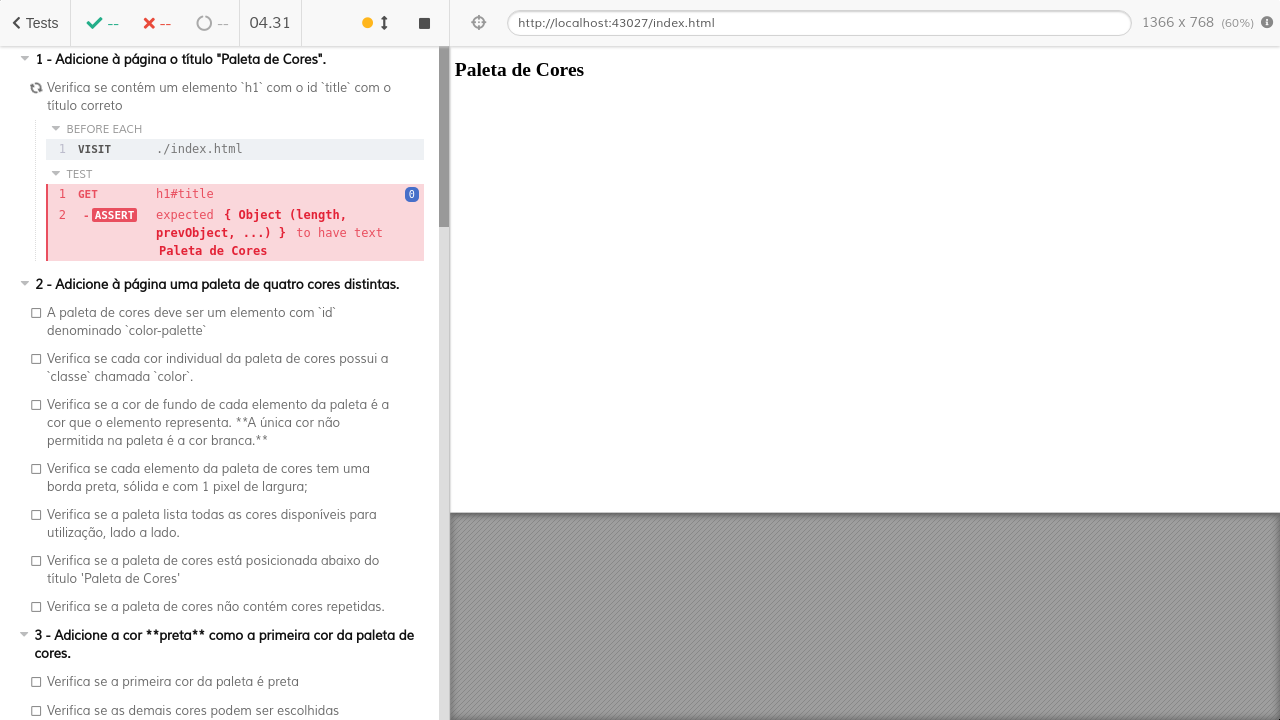 Tests -- -- -- 04.31 http://localhost:43027/index.html 1366 x 768 (60%)
1 - Adicione à página o título "Paleta de Cores".
Verifica se contém um elemento `h1` com o id `title` com o
título correto
BEFORE EACH
1 VISIT ./index.html
TEST
1 GET h1#title 0
2 - ASSERT expected { Object (length,
prevObject, ...) } to have text
Paleta de Cores
2 - Adicione à página uma paleta de quatro cores distintas.
A paleta de cores deve ser um elemento com `id`
denominado `color-palette`
Verifica se cada cor individual da paleta de cores possui a
`classe` chamada `color`.
Verifica se a cor de fundo de cada elemento da paleta é a
cor que o elemento representa. **A única cor não
permitida na paleta é a cor branca.**
Verifica se cada elemento da paleta de cores tem uma
borda preta, sólida e com 1 pixel de largura;
Verifica se a paleta lista todas as cores disponíveis para
utilização, lado a lado.
Verifica se a paleta de cores está posicionada abaixo do
título 'Paleta de Cores'
Verifica se a paleta de cores não contém cores repetidas.
3 - Adicione a cor **preta** como a primeira cor da paleta de
cores.
Verifica se a primeira cor da paleta é preta
Verifica se as demais cores podem ser escolhidas
Paleta de Cores